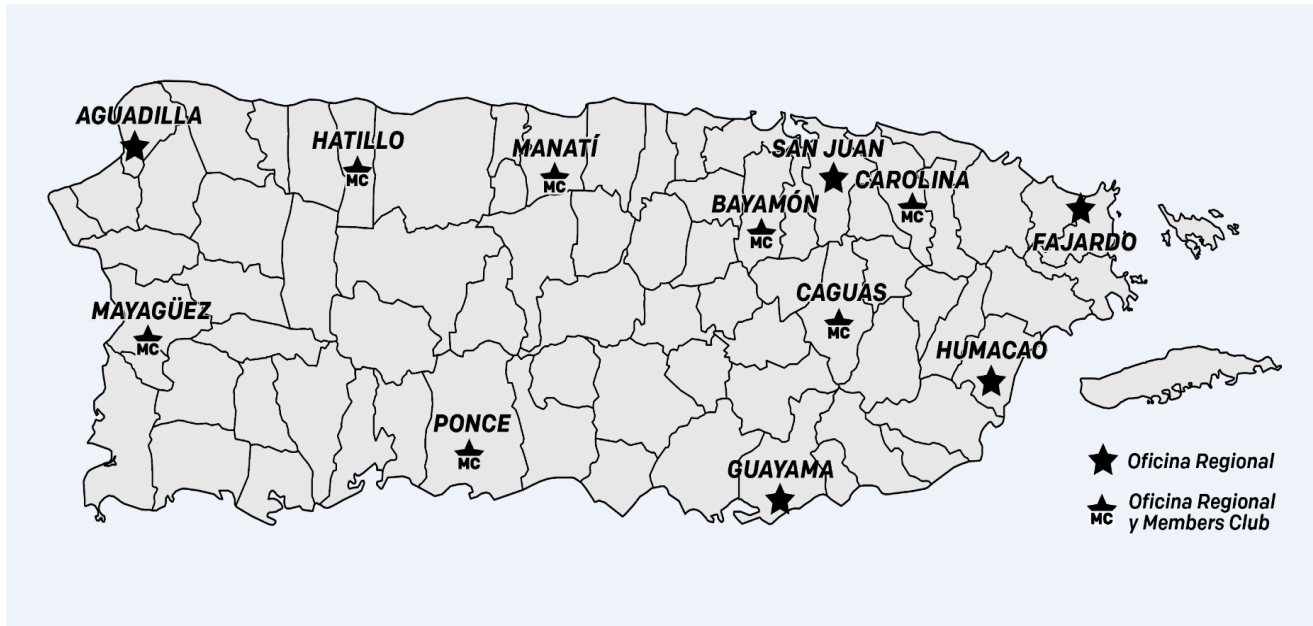 AGUADILLA
HATILLO
MC
MANATÍ
MC
SAN JUAN
CAROLINA
MC
BAYAMÓN
MC
FAJARDO
MAYAGÜEZ
MC
CAGUAS
MC
HUMACAO
PONCE
MC
GUAYAMA
Oficina Regional
MC
Oficina Regional
y Members Club